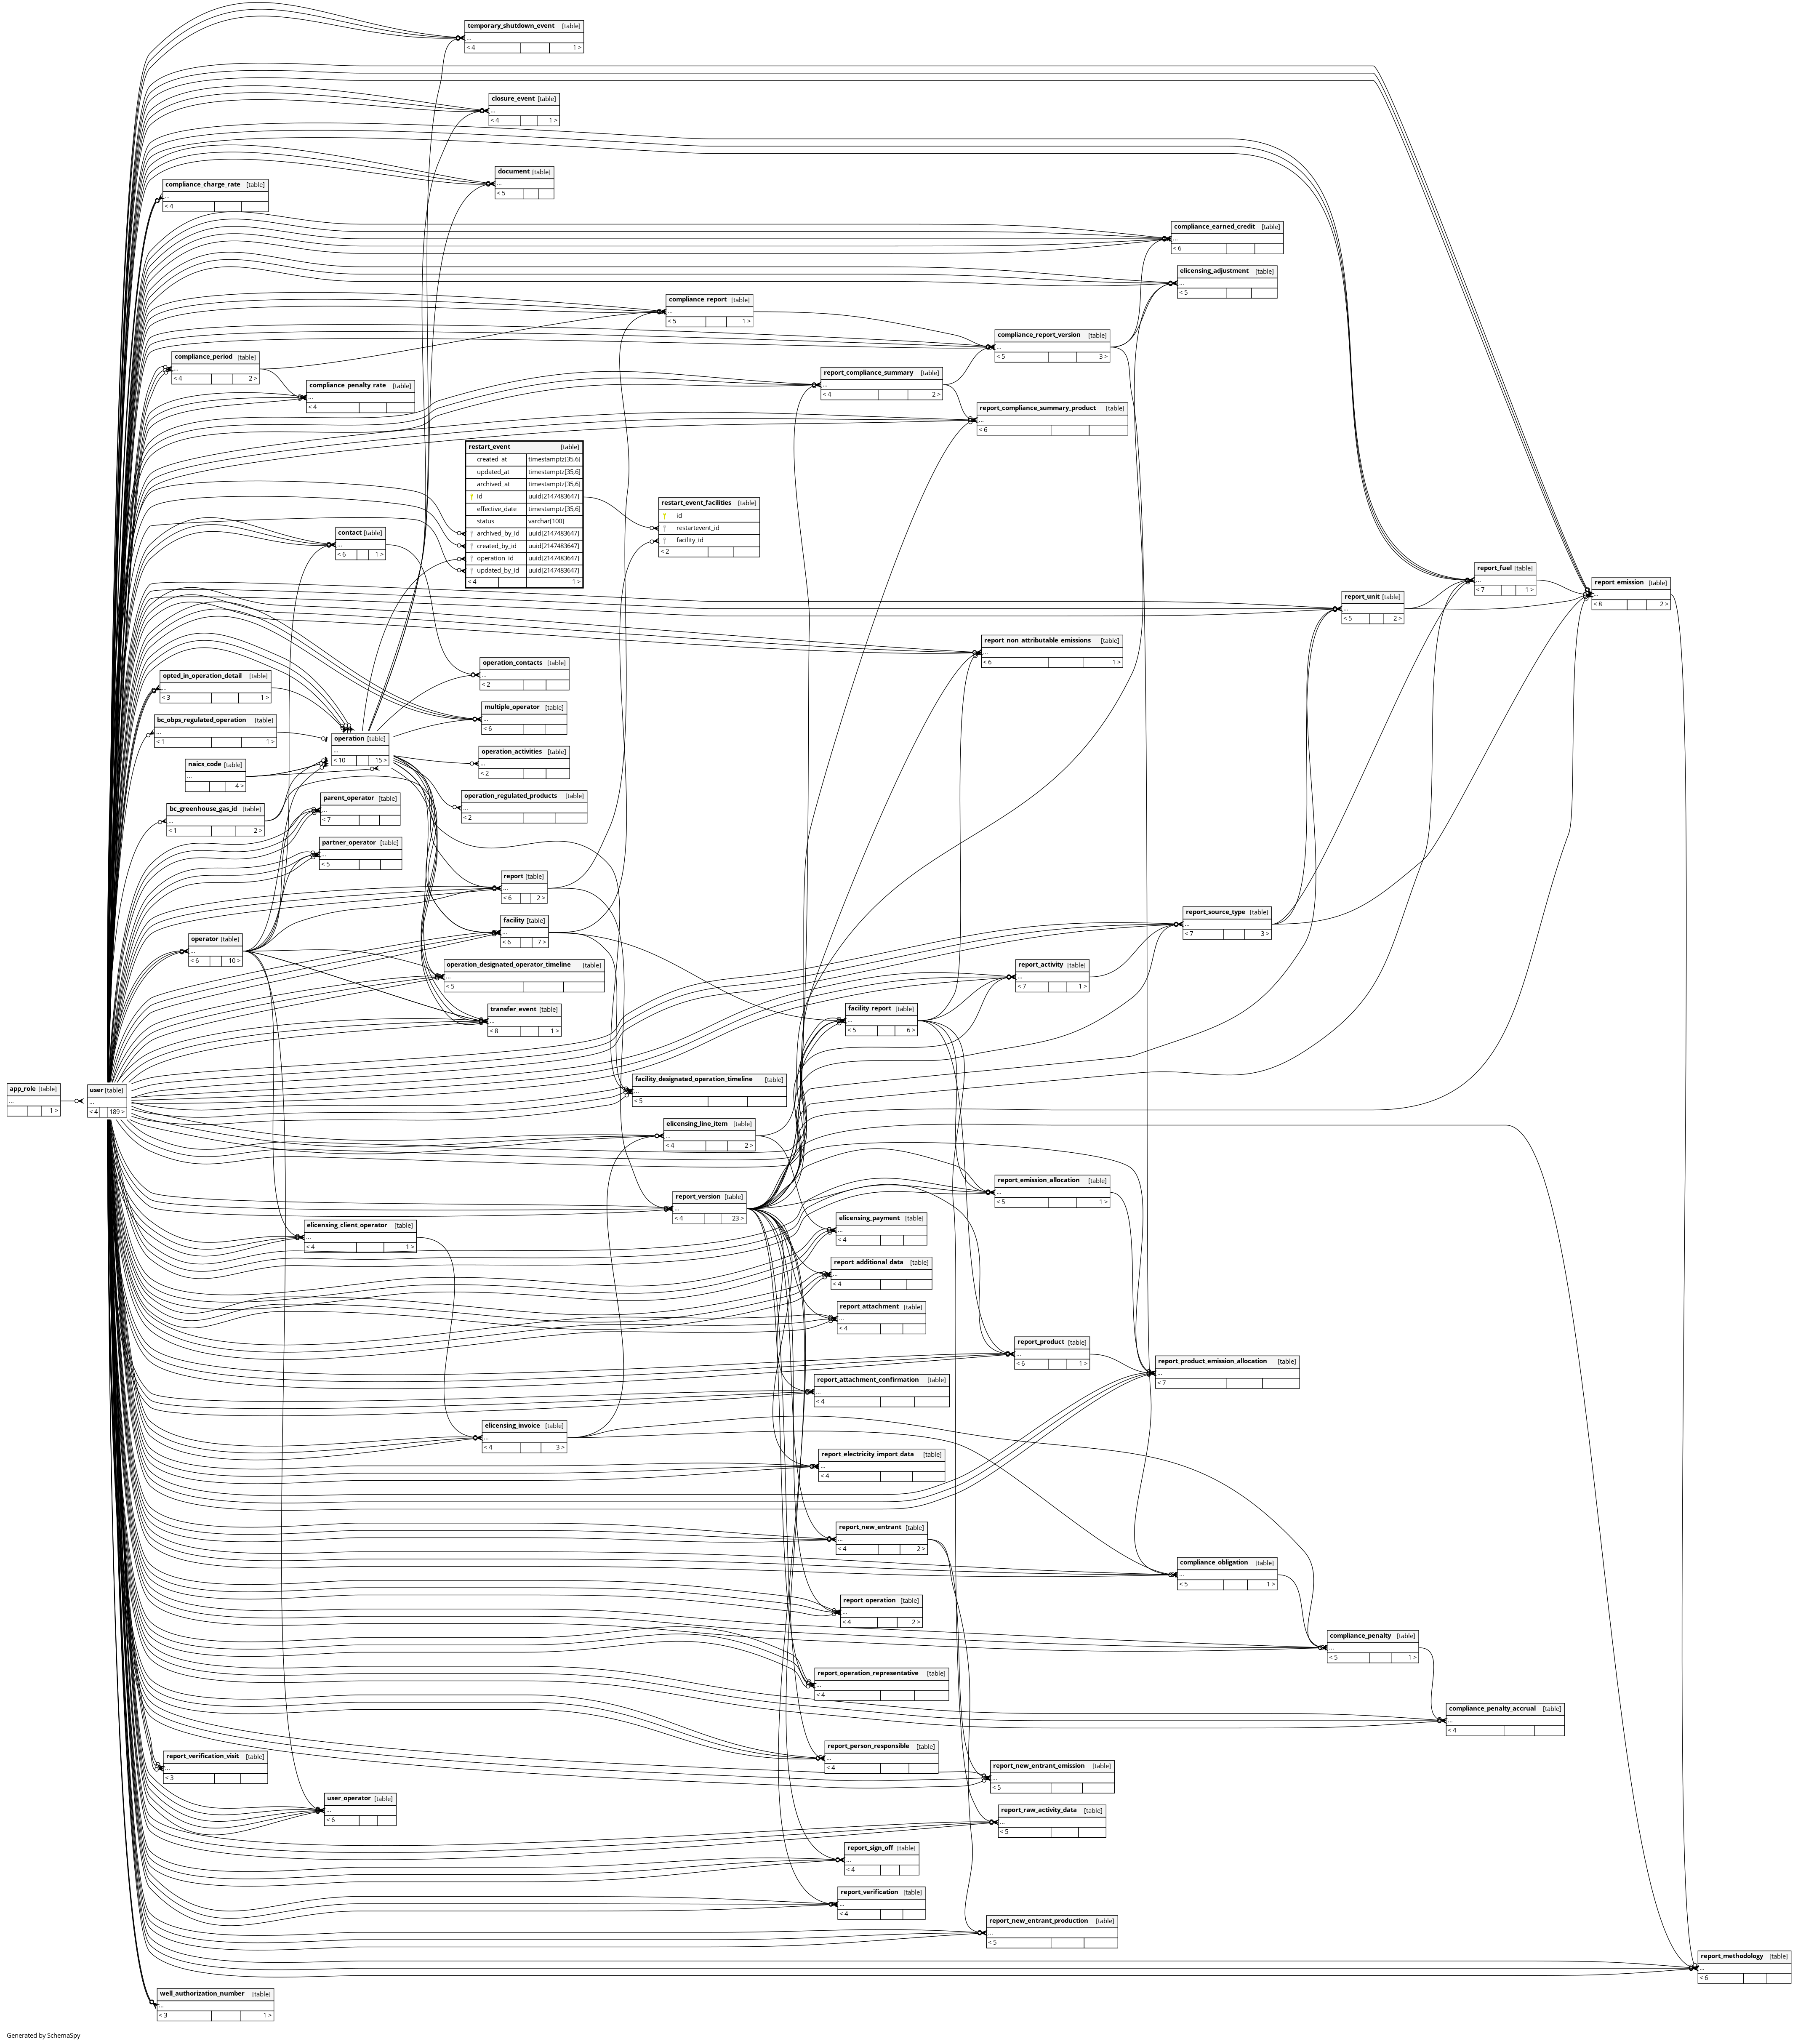 temporary_shutdown_event [table]
...
< 4 1 >
closure_event [table]
...
< 4 1 >
document [table]
...
< 5
compliance_charge_rate [table]
...
< 4
compliance_earned_credit [table]
...
< 6
elicensing_adjustment [table]
...
< 5
compliance_report [table]
...
< 5 1 >
compliance_report_version [table]
...
< 5 3 >
compliance_period [table]
...
< 4 2 >
report_compliance_summary [table]
...
< 4 2 >
compliance_penalty_rate [table]
...
< 4
report_compliance_summary_product [table]
...
< 6
restart_event [table]
created_at timestamptz[35,6]
updated_at timestamptz[35,6]
archived_at timestamptz[35,6]
id uuid[2147483647]
effective_date timestamptz[35,6]
status varchar[100]
archived_by_id uuid[2147483647]
created_by_id uuid[2147483647]
operation_id uuid[2147483647]
updated_by_id uuid[2147483647]
< 4 1 >
restart_event_facilities [table]
id
restartevent_id
facility_id
< 2
contact [table]
...
< 6 1 >
report_fuel [table]
...
< 7 1 >
report_emission [table]
...
< 8 2 >
report_unit [table]
...
< 5 2 >
report_non_attributable_emissions [table]
...
< 6 1 >
operation_contacts [table]
...
< 2
opted_in_operation_detail [table]
...
< 3 1 >
multiple_operator [table]
...
< 6
bc_obps_regulated_operation [table]
...
< 1 1 >
operation [table]
...
< 10 15 >
operation_activities [table]
...
< 2
naics_code [table]
...
4 >
operation_regulated_products [table]
...
< 2
parent_operator [table]
...
< 7
bc_greenhouse_gas_id [table]
...
< 1 2 >
partner_operator [table]
...
< 5
report [table]
...
< 6 2 >
report_source_type [table]
...
< 7 3 >
facility [table]
...
< 6 7 >
operator [table]
...
< 6 10 >
operation_designated_operator_timeline [table]
...
< 5
report_activity [table]
...
< 7 1 >
transfer_event [table]
...
< 8 1 >
facility_report [table]
...
< 5 6 >
facility_designated_operation_timeline [table]
...
< 5
app_role [table]
...
1 >
user [table]
...
< 4 189 >
elicensing_line_item [table]
...
< 4 2 >
report_emission_allocation [table]
...
< 5 1 >
report_version [table]
...
< 4 23 >
elicensing_payment [table]
...
< 4
elicensing_client_operator [table]
...
< 4 1 >
report_additional_data [table]
...
< 4
report_attachment [table]
...
< 4
report_product [table]
...
< 6 1 >
report_product_emission_allocation [table]
...
< 7
report_attachment_confirmation [table]
...
< 4
elicensing_invoice [table]
...
< 4 3 >
report_electricity_import_data [table]
...
< 4
report_new_entrant [table]
...
< 4 2 >
compliance_obligation [table]
...
< 5 1 >
report_operation [table]
...
< 4 2 >
compliance_penalty [table]
...
< 5 1 >
report_operation_representative [table]
...
< 4
compliance_penalty_accrual [table]
...
< 4
report_person_responsible [table]
...
< 4
report_verification_visit [table]
...
< 3
report_new_entrant_emission [table]
...
< 5
user_operator [table]
...
< 6
report_raw_activity_data [table]
...
< 5
report_sign_off [table]
...
< 4
report_verification [table]
...
< 4
report_new_entrant_production [table]
...
< 5
report_methodology [table]
...
< 6
well_authorization_number [table]
...
< 3 1 >
Generated by SchemaSpy